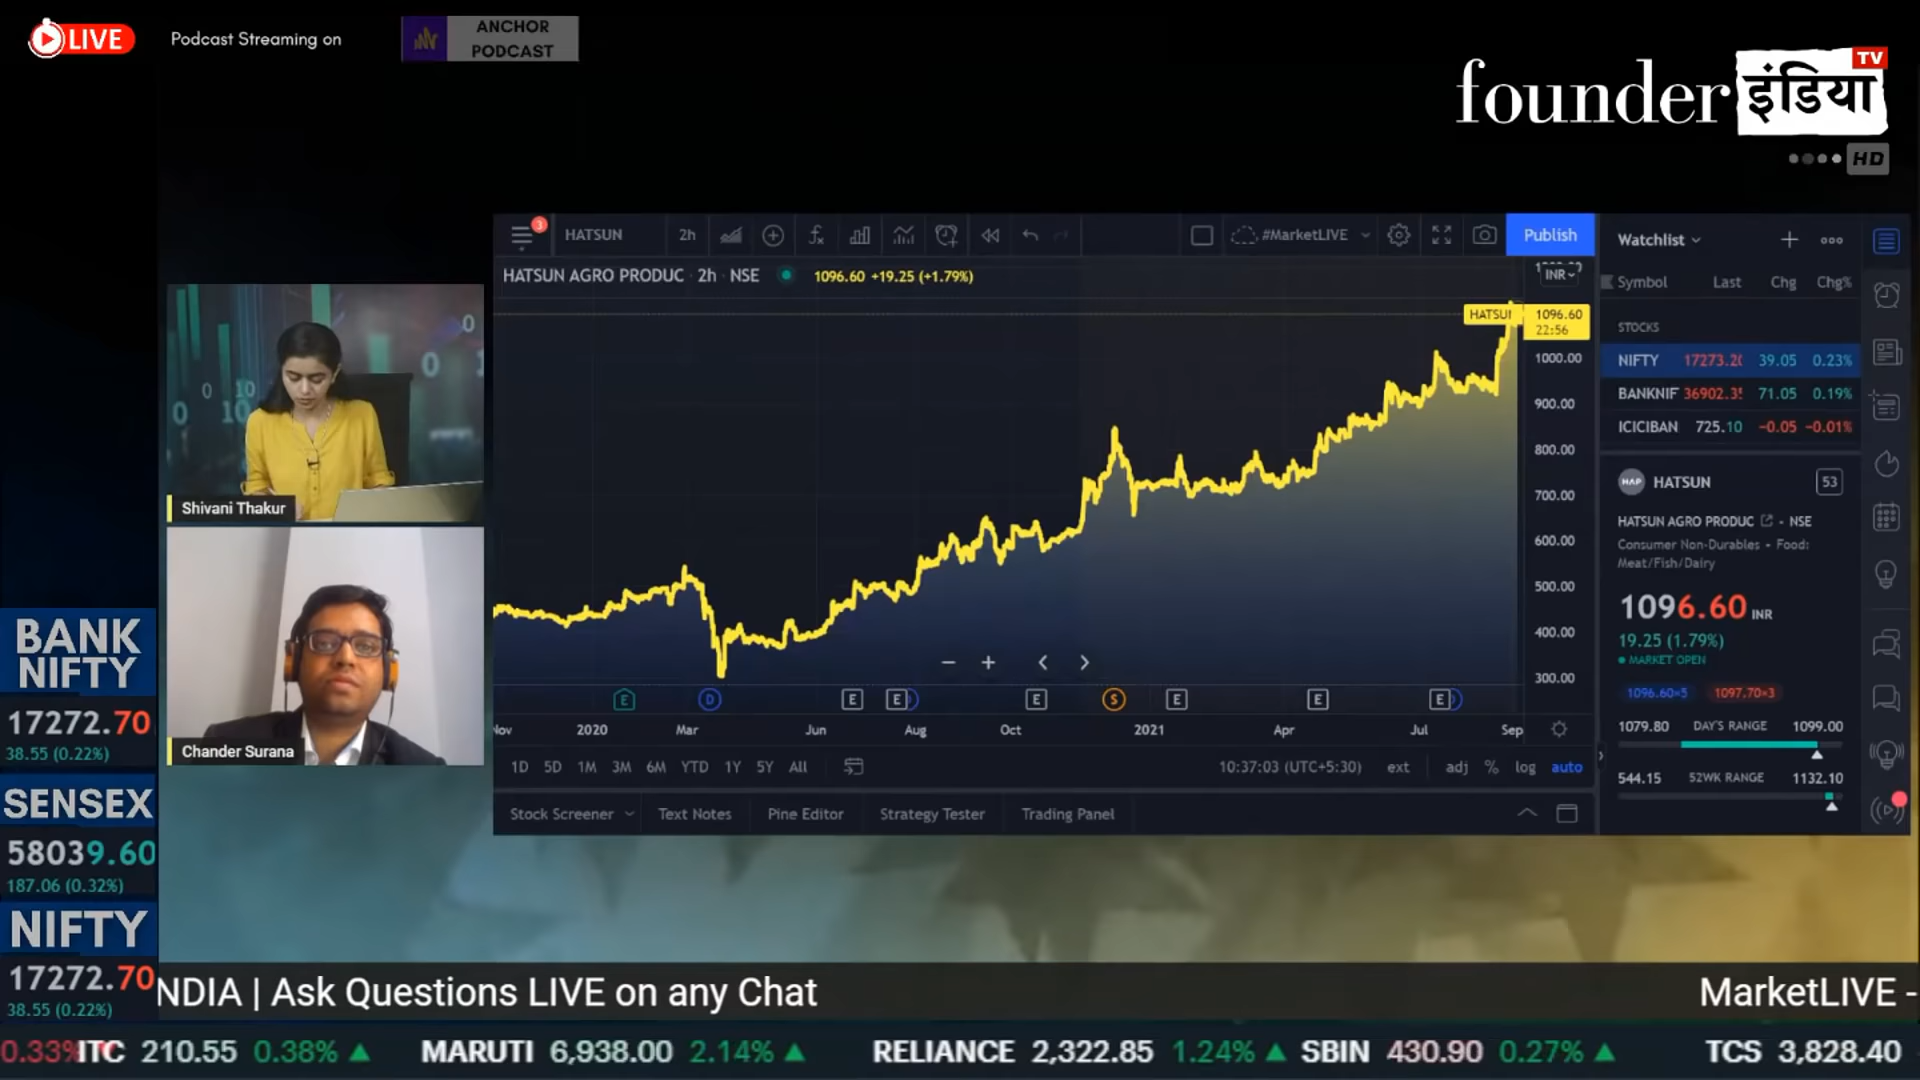 LIVE
Podcast Streaming on
ANCHOR
PODCAST
founder इंडिया TV
HD
3
HATSUN
2h
#MarketLIVE
Publish
HATSUN AGRO PRODUC · 2h · NSE
1096.60 +19.25 (+1.79%)
INR
1096.60
22:56
1000.00
900.00
800.00
700.00
600.00
500.00
400.00
300.00
E
D
E
E
E
S
E
E
E
2020
Mar
Jun
Aug
Oct
2021
Apr
Jul
Sep
1D 5D 1M 3M 6M YTD 1Y 5Y All
10:37:03 (UTC+5:30)
ext
adj % log auto
Stock Screener
Text Notes
Pine Editor
Strategy Tester
Trading Panel
Watchlist
Symbol Last Chg Chg%
STOCKS
NIFTY 39.05 0.23%
BANKNIF 71.05 0.19%
ICICIBAN 725.10 −0.05 −0.01%
HATSUN
53
HATSUN AGRO PRODUC - NSE
Consumer Non-Durables • Food:
Meat/Fish/Dairy
1096.60 INR
19.25 (1.79%)
MARKET OPEN
1096.60×5 1097.70×3
1079.80 DAY'S RANGE 1099.00
544.15 52WK RANGE 1132.10
Shivani Thakur
Chander Surana
BANK
NIFTY
17272.70
38.55 (0.22%)
SENSEX
58039.60
187.06 (0.32%)
NIFTY
17272.70
38.55 (0.22%)
NDIA | Ask Questions LIVE on any Chat
MarketLIVE -
0.33% ITC 210.55 0.38% ▲ MARUTI 6,938.00 2.14% ▲ RELIANCE 2,322.85 1.24% ▲ SBIN 430.90 0.27% ▲ TCS 3,828.40